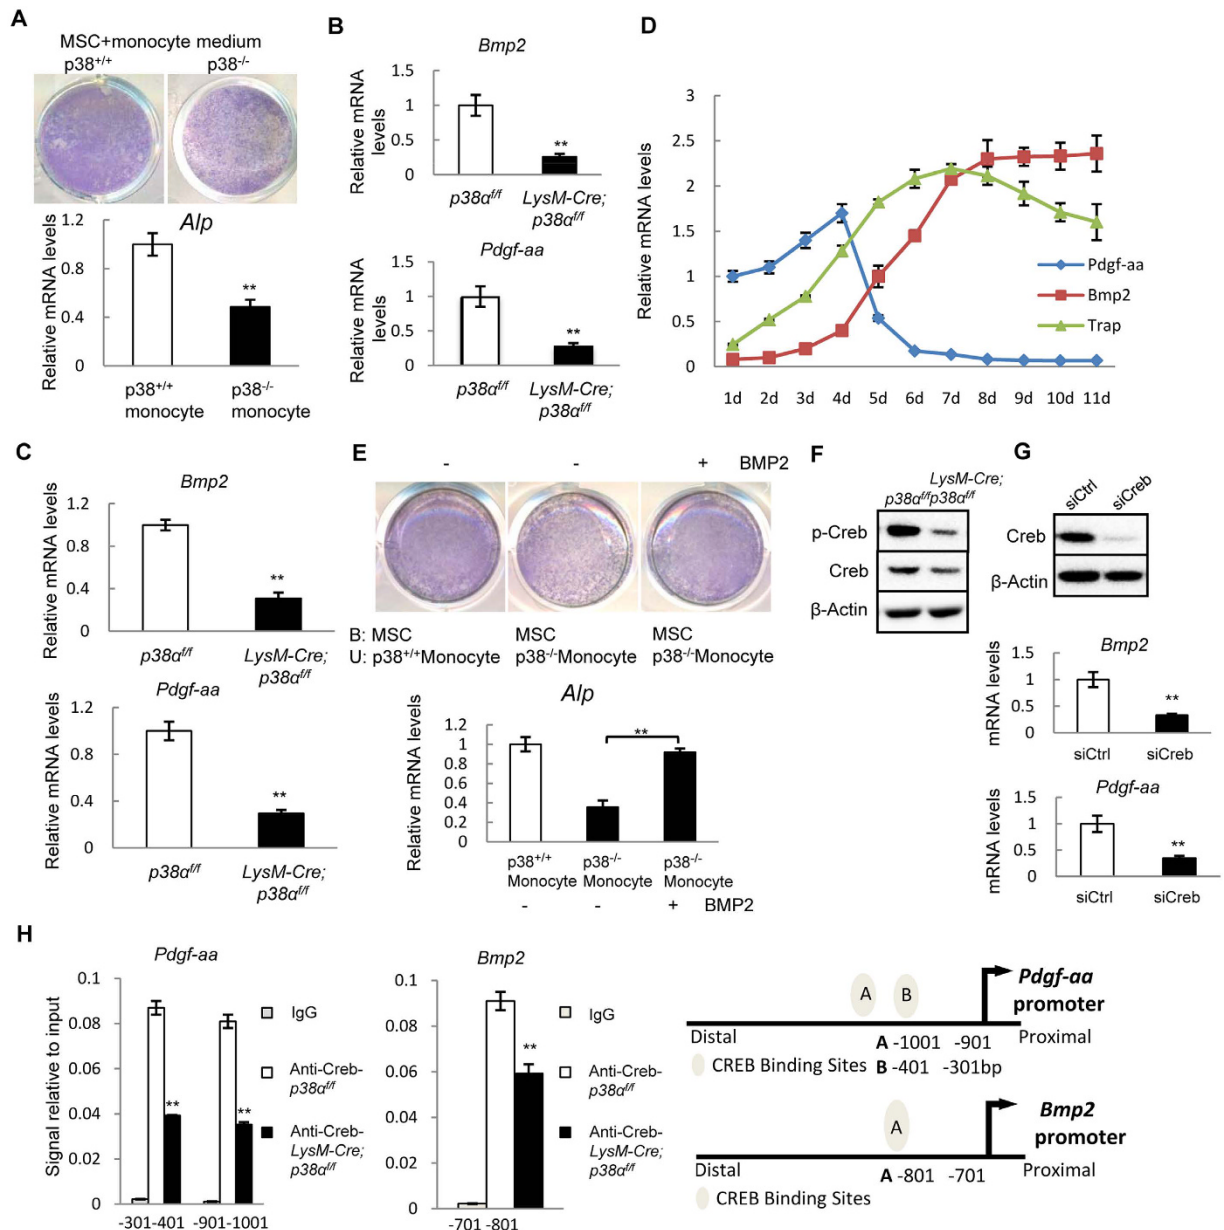 A
MSC+monocyte medium
p38+/+ p38-/-
Alp
Relative mRNA levels
1.2
0.8
0.4
0
**
p38+/+ monocyte
p38-/- monocyte
B
Bmp2
Relative mRNA levels
1.5
1
0.5
0
**
p38αf/f
LysM-Cre; p38αf/f
Pdgf-aa
Relative mRNA levels
1.5
1
0.5
0
**
p38αf/f
LysM-Cre; p38αf/f
D
Relative mRNA levels
3
2.5
2
1.5
1
0.5
0
1d 2d 3d 4d 5d 6d 7d 8d 9d 10d 11d
Pdgf-aa
Bmp2
Trap
C
Bmp2
Relative mRNA levels
1.2
0.8
0.4
0
**
p38αf/f
LysM-Cre; p38αf/f
Pdgf-aa
Relative mRNA levels
1.2
0.8
0.4
0
**
p38αf/f
LysM-Cre; p38αf/f
E
- - + BMP2
B: MSC MSC MSC
U: p38+/+Monocyte p38-/-Monocyte p38-/-Monocyte
Alp
Relative mRNA levels
1.2
1
0.8
0.6
0.4
0.2
0
**
p38+/+ p38-/- p38-/-
Monocyte Monocyte Monocyte
- - + BMP2
F
p38αf/f
LysM-Cre; p38αf/f
p-Creb
Creb
β-Actin
G
siCtrl siCreb
Creb
β-Actin
Bmp2
mRNA levels
1.5
1
0.5
0
**
siCtrl siCreb
Pdgf-aa
mRNA levels
1.5
1
0.5
0
**
siCtrl siCreb
H
Pdgf-aa
Signal relative to input
0.1
0.08
0.06
0.04
0.02
0
**
**
-301-401 -901-1001
IgG
Anti-Creb-
p38αf/f
Anti-Creb-
LysM-Cre;
p38αf/f
Bmp2
0.1
0.08
0.06
0.04
0.02
0
**
-701 -801
IgG
Anti-Creb-
p38αf/f
Anti-Creb-
LysM-Cre;
p38αf/f
A B
Pdgf-aa
promoter
Distal A -1001 -901 Proximal
CREB Binding Sites B -401 -301bp
A
Bmp2
promoter
Distal A -801 -701 Proximal
CREB Binding Sites